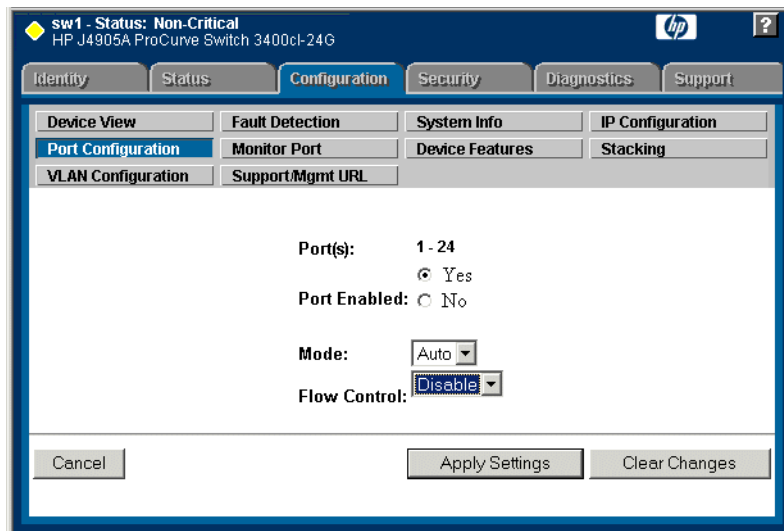 sw1 - Status: Non-Critical
HP J4905A ProCurve Switch 3400cl-24G
hp
?
Identity Status Configuration Security Diagnostics Support
Device View Fault Detection System Info IP Configuration
Port Configuration Monitor Port Device Features Stacking
VLAN Configuration Support/Mgmt URL
Port(s): 1 - 24
Yes
Port Enabled: No
Mode: Auto
Flow Control: Disable
Cancel Apply Settings Clear Changes